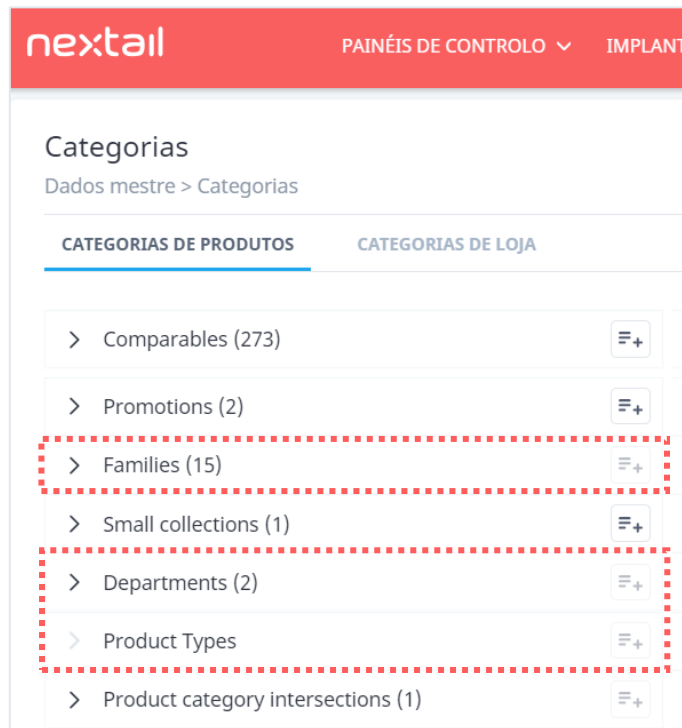 nextail
PAINÉIS DE CONTROLO
IMPLANT
Categorias
Dados mestre > Categorias
CATEGORIAS DE PRODUTOS
CATEGORIAS DE LOJA
Comparables (273)
Promotions (2)
Families (15)
Small collections (1)
Departments (2)
Product Types
Product category intersections (1)